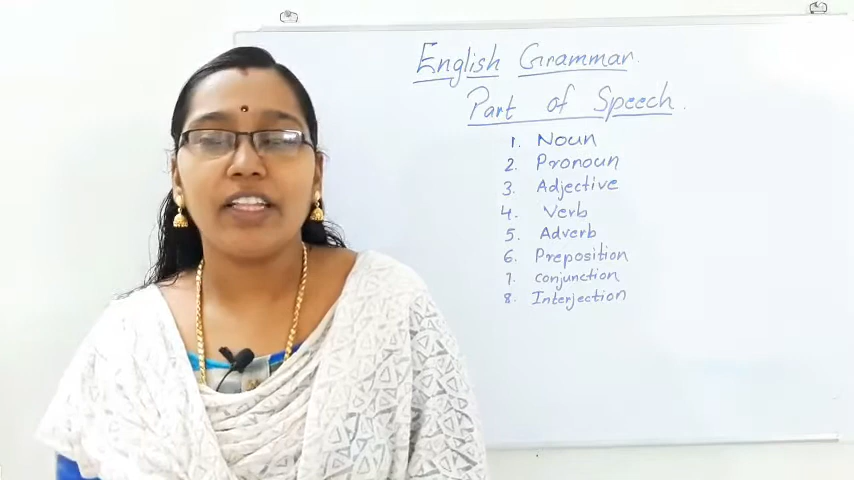 English Grammar.
Part of Speech.
1. Noun
2. Pronoun
3. Adjective
4. Verb
5. Adverb
6. Preposition
7. conjunction
8. Interjection